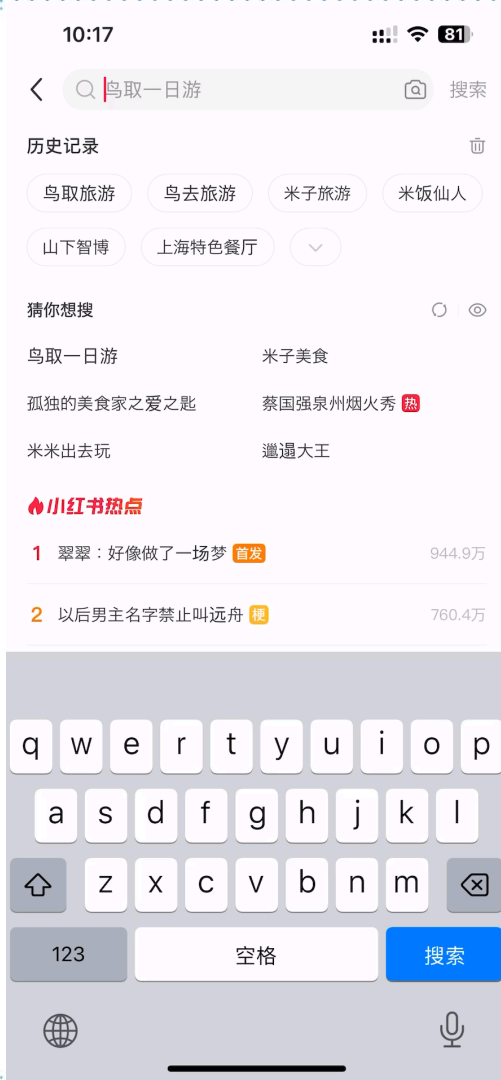 10:17
81
鸟取一日游
搜索
历史记录
鸟取旅游
鸟去旅游
米子旅游
米饭仙人
山下智博
上海特色餐厅
猜你想搜
鸟取一日游
米子美食
孤独的美食家之爱之匙
蔡国强泉州烟火秀 热
米米出去玩
邋遢大王
小红书热点
1 翠翠：好像做了一场梦 首发 944.9万
2 以后男主名字禁止叫远舟 梗 760.4万
q w e r t y u i o p
a s d f g h j k l
z x c v b n m
123 空格 搜索